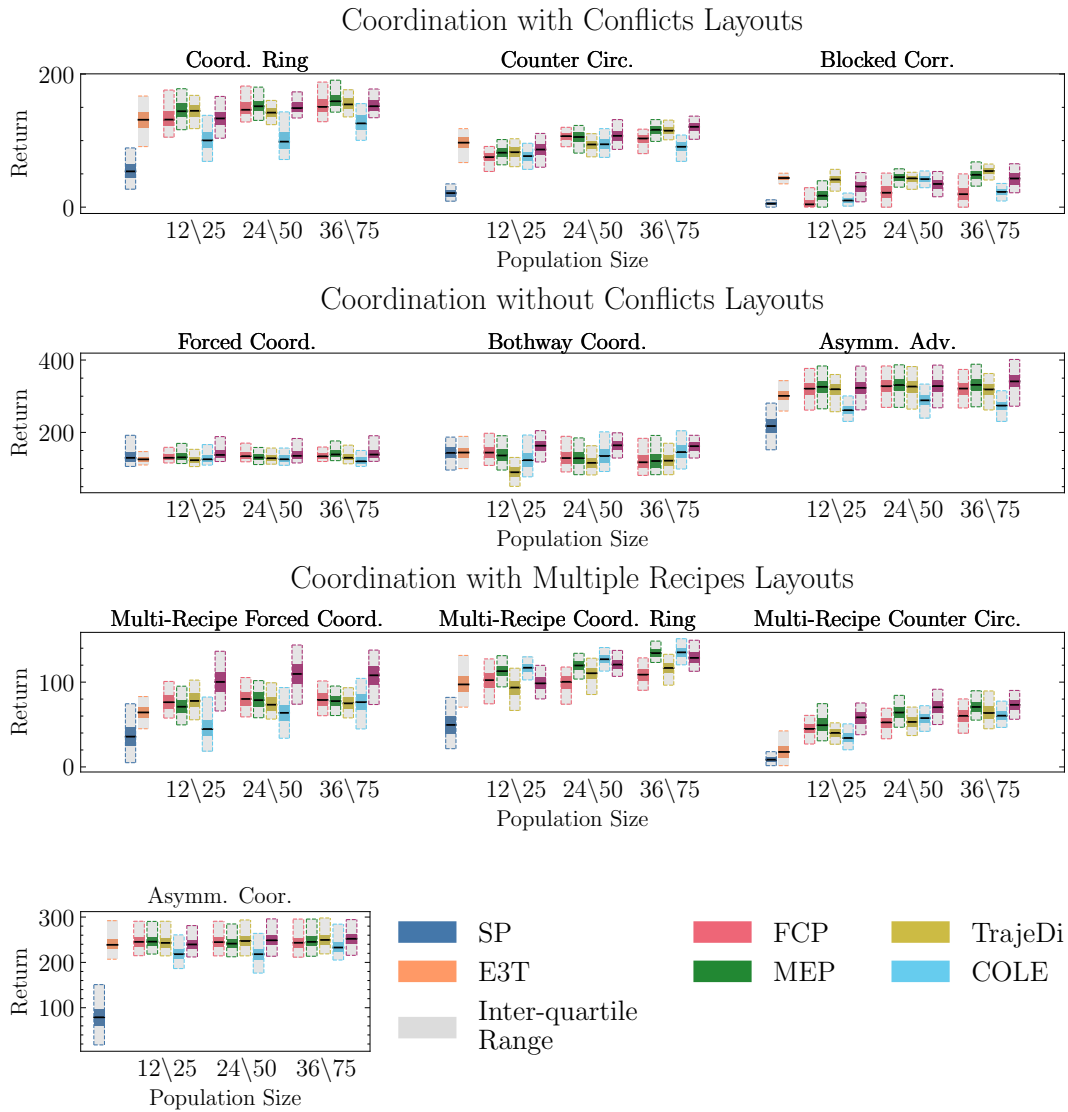 Coordination with Conflicts Layouts
Coord. Ring Counter Circ. Blocked Corr.
Return
200
0
12\25 24\50 36\75 12\25 24\50 36\75 12\25 24\50 36\75
Population Size
Coordination without Conflicts Layouts
Forced Coord. Bothway Coord. Asymm. Adv.
Return
400
200
12\25 24\50 36\75 12\25 24\50 36\75 12\25 24\50 36\75
Population Size
Coordination with Multiple Recipes Layouts
Multi-Recipe Forced Coord. Multi-Recipe Coord. Ring Multi-Recipe Counter Circ.
Return
100
0
12\25 24\50 36\75 12\25 24\50 36\75 12\25 24\50 36\75
Population Size
Asymm. Coor.
Return
300
200
100
12\25 24\50 36\75
Population Size
SP FCP TrajeDi
E3T MEP COLE
Inter-quartile
Range